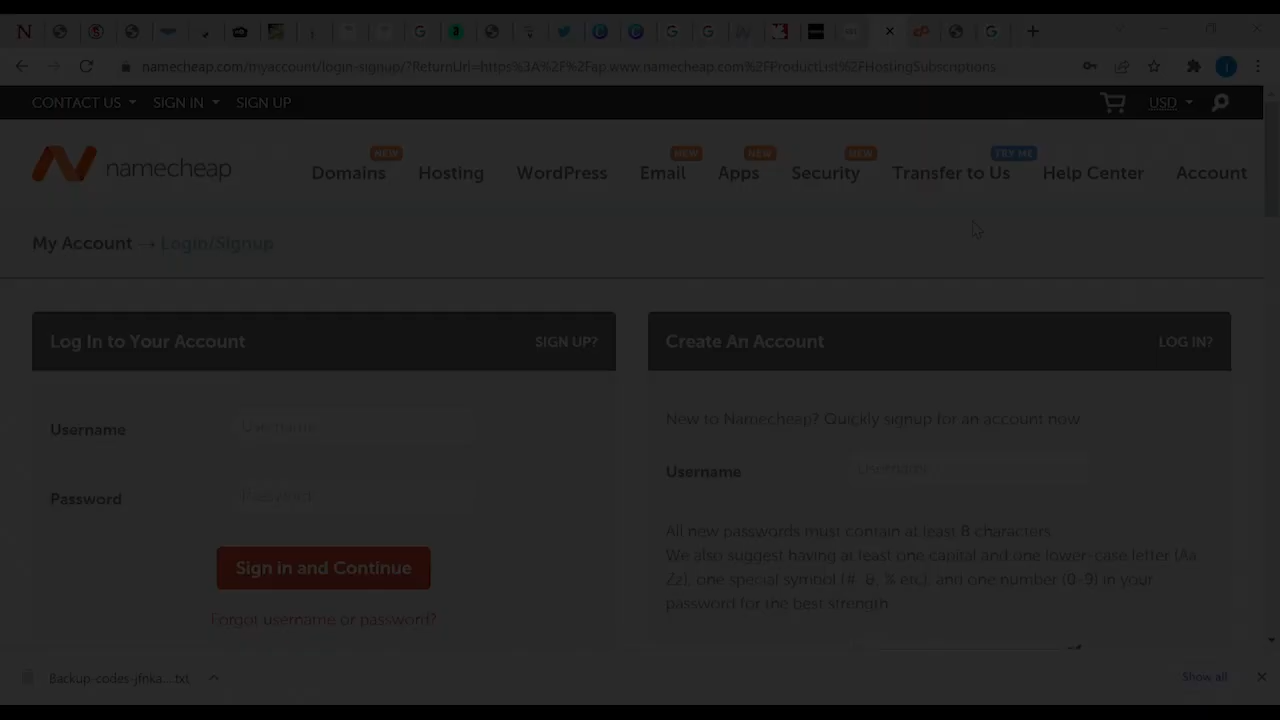 namecheap.com/myaccount/login-signup/?ReturnUrl=https%3A%2F%2Fap.www.namecheap.com%2FProductList%2FHostingSubscriptions
CONTACT US SIGN IN SIGN UP USD
NEW NEW NEW NEW TRY ME
namecheap Domains Hosting WordPress Email Apps Security Transfer to Us Help Center Account
My Account → Login/Signup
Log In to Your Account SIGN UP?
Username Username
Password Password
Sign in and Continue
Forgot username or password?
Create An Account LOG IN?
New to Namecheap? Quickly signup for an account now
Username Username
All new passwords must contain at least 8 characters
We also suggest having at least one capital and one lower-case letter (Aa
Zz), one special symbol (#, &, % etc), and one number (0-9) in your
password for the best strength
Backup-codes-jfnka....txt Show all